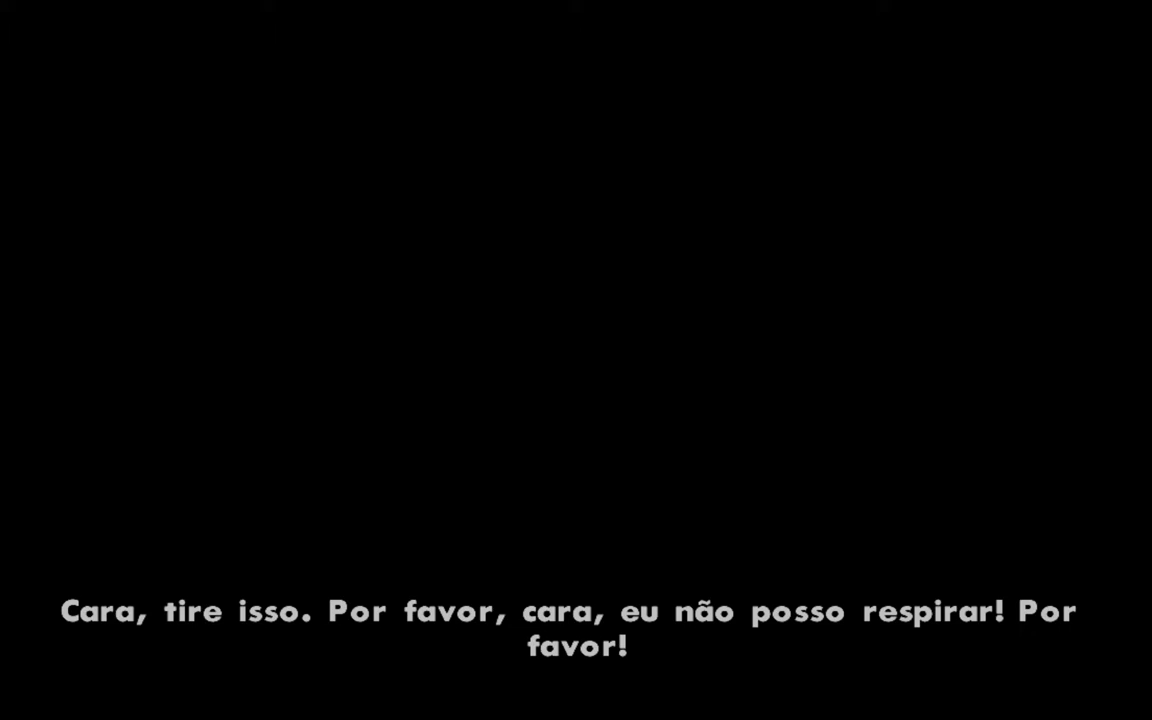 Cara, tire isso. Por favor, cara, eu não posso respirar! Por
favor!